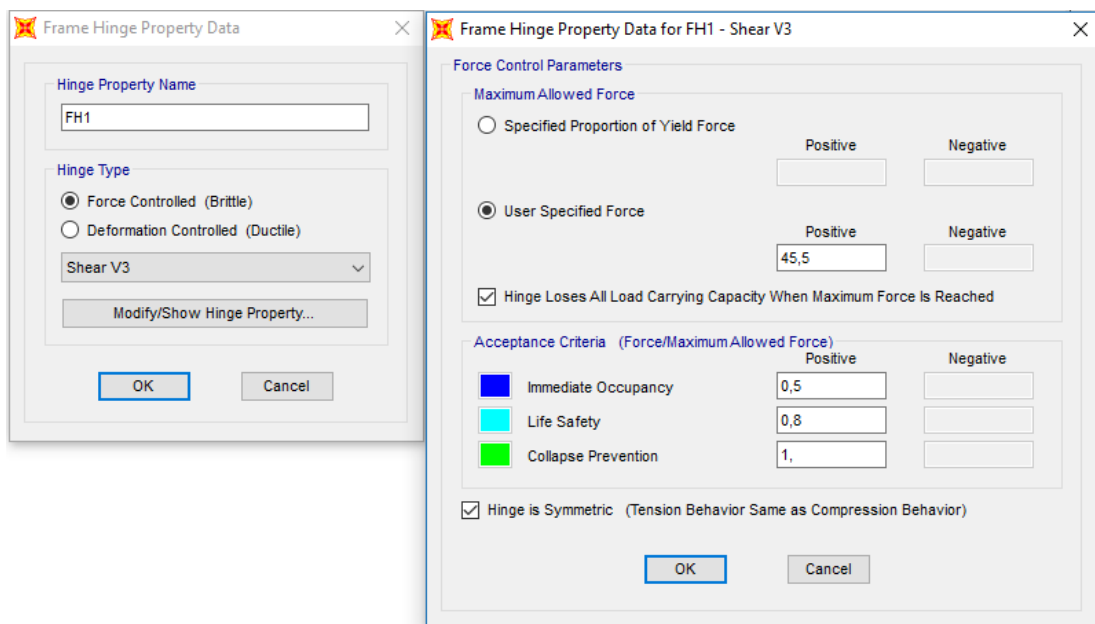 Frame Hinge Property Data
Hinge Property Name
FH1
Hinge Type
Force Controlled (Brittle)
Deformation Controlled (Ductile)
Shear V3
Modify/Show Hinge Property...
OK Cancel
Frame Hinge Property Data for FH1 - Shear V3
Force Control Parameters
Maximum Allowed Force
Specified Proportion of Yield Force
Positive Negative
User Specified Force
Positive Negative
45,5
Hinge Loses All Load Carrying Capacity When Maximum Force Is Reached
Acceptance Criteria (Force/Maximum Allowed Force)
Positive Negative
Immediate Occupancy 0,5
Life Safety 0,8
Collapse Prevention 1,
Hinge is Symmetric (Tension Behavior Same as Compression Behavior)
OK Cancel